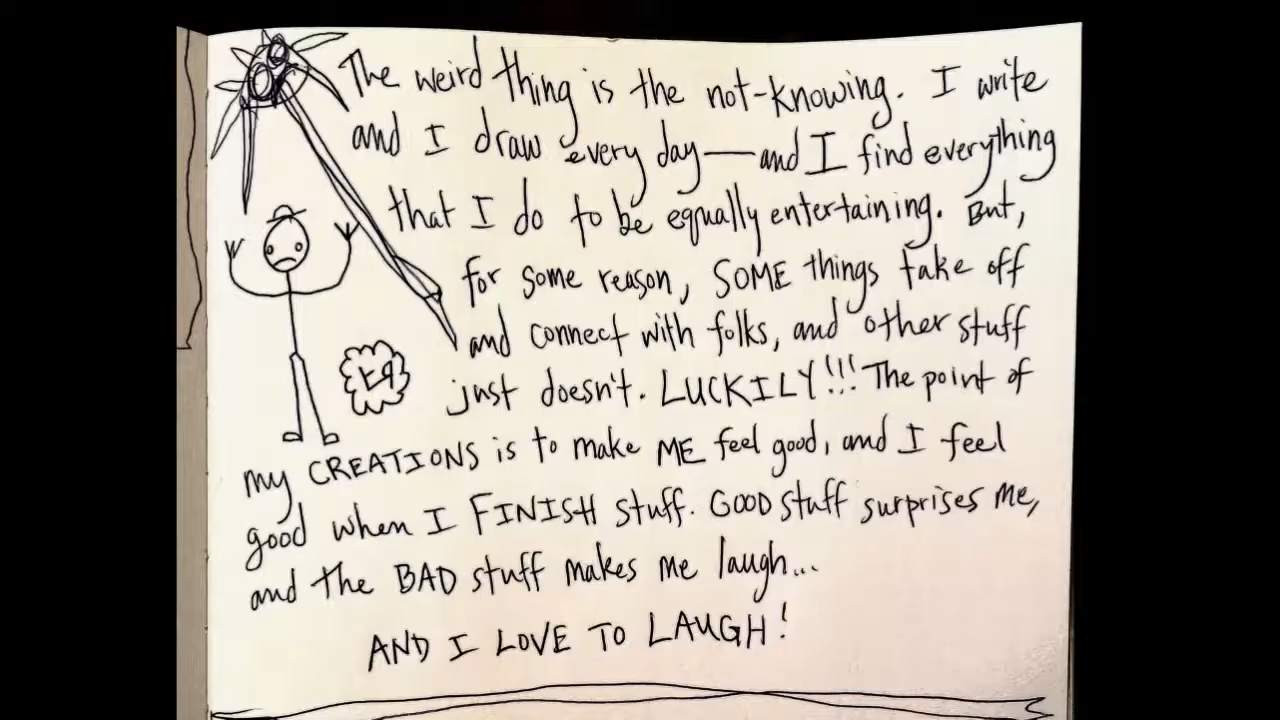 The weird thing is the not-knowing. I write
and I draw every day—and I find everything
that I do to be equally entertaining. But,
for some reason, SOME things take off
and connect with folks, and other stuff
just doesn't. LUCKILY!!! The point of
my CREATIONS is to make ME feel good, and I feel
good when I FINISH stuff. GOOD stuff surprises me,
and the BAD stuff makes me laugh...
AND I LOVE TO LAUGH!